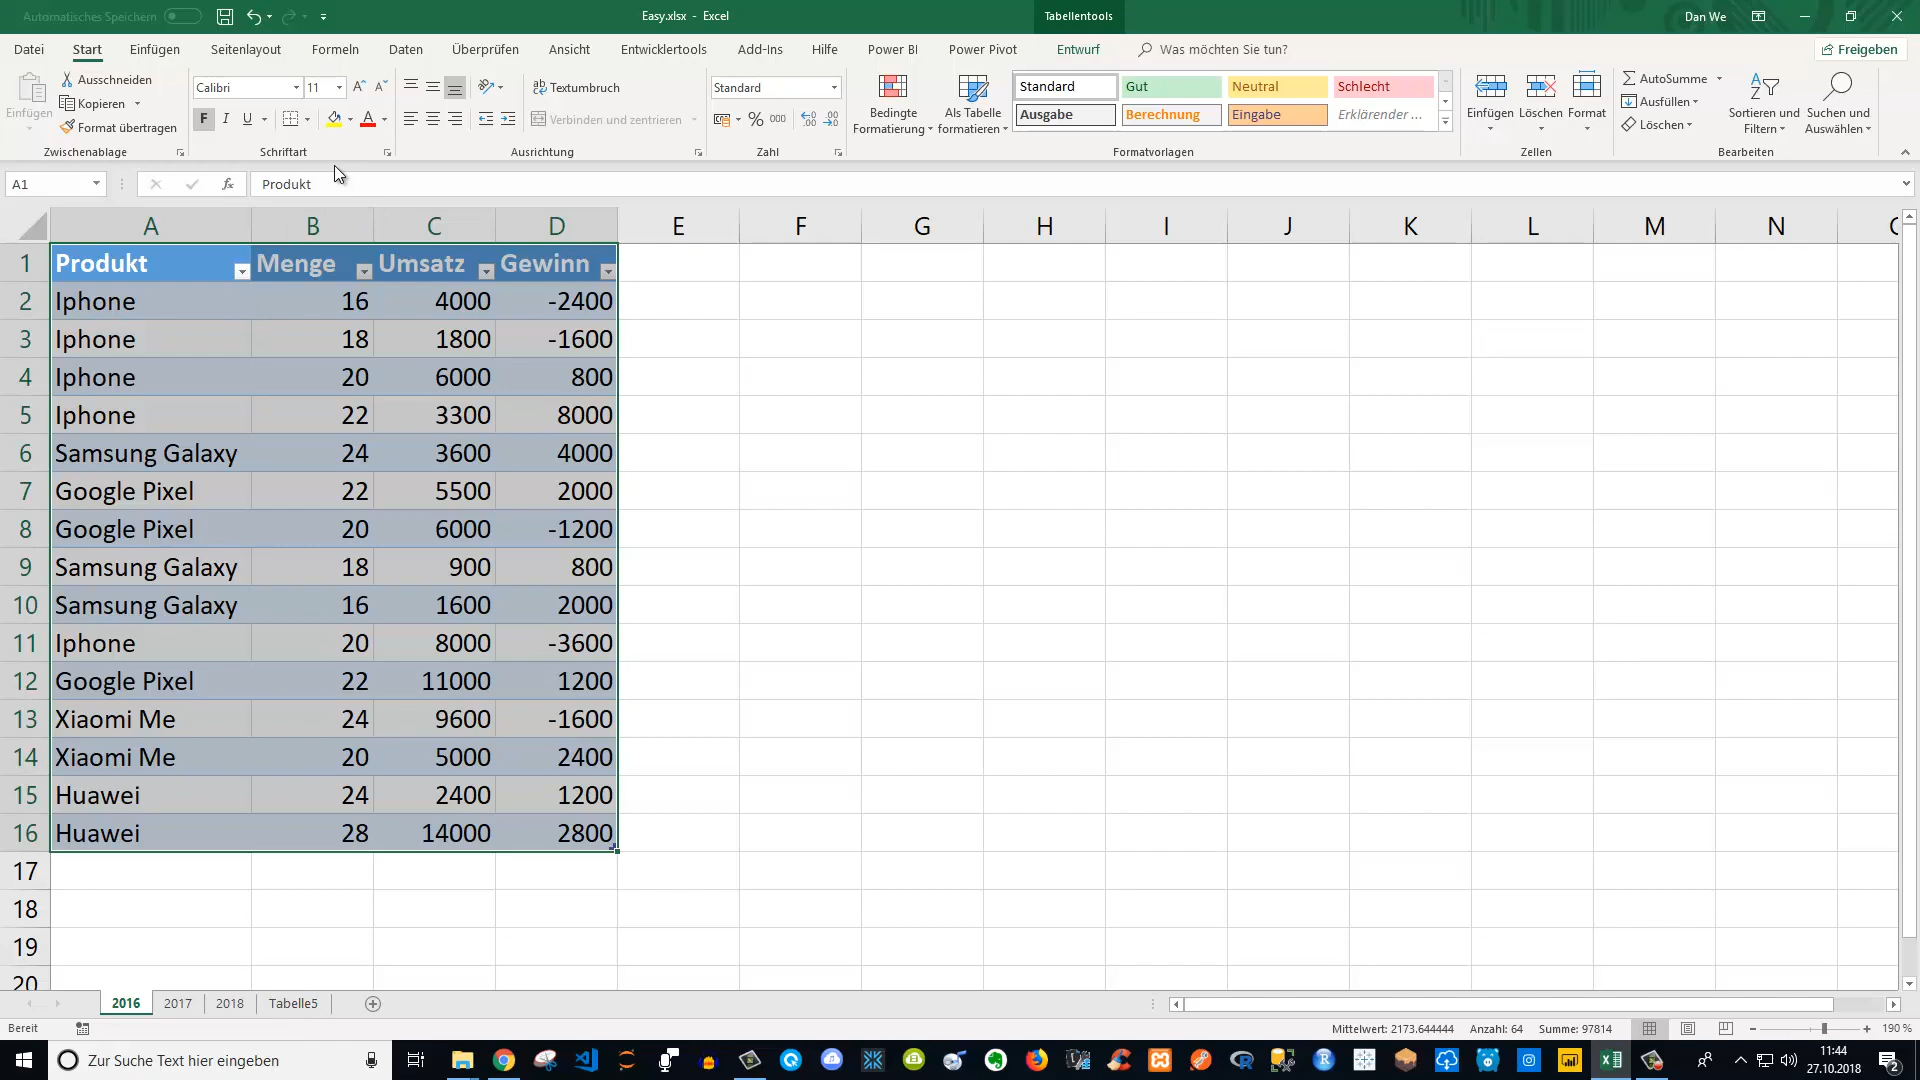 Automatisches Speichern
Easy.xlsx - Excel
Tabellentools
Dan We
Datei Start Einfügen Seitenlayout Formeln Daten Überprüfen Ansicht Entwicklertools Add-Ins Hilfe Power BI Power Pivot Entwurf Was möchten Sie tun? Freigeben
Einfügen
Ausschneiden
Kopieren
Format übertragen
Zwischenablage
Calibri 11
F K U
Schriftart
Textumbruch
Verbinden und zentrieren
Ausrichtung
Standard
% 000
Zahl
Bedingte Formatierung
Als Tabelle formatieren
Standard Gut Neutral Schlecht
Ausgabe Berechnung Eingabe Erklärender ...
Formatvorlagen
Einfügen Löschen Format
Zellen
AutoSumme
Ausfüllen
Löschen
Sortieren und Filtern
Suchen und Auswählen
Bearbeiten
A1 fx Produkt
A B C D E F G H I J K L M N
1 Produkt Menge Umsatz Gewinn
2 Iphone 16 4000 -2400
3 Iphone 18 1800 -1600
4 Iphone 20 6000 800
5 Iphone 22 3300 8000
6 Samsung Galaxy 24 3600 4000
7 Google Pixel 22 5500 2000
8 Google Pixel 20 6000 -1200
9 Samsung Galaxy 18 900 800
10 Samsung Galaxy 16 1600 2000
11 Iphone 20 8000 -3600
12 Google Pixel 22 11000 1200
13 Xiaomi Me 24 9600 -1600
14 Xiaomi Me 20 5000 2400
15 Huawei 24 2400 1200
16 Huawei 28 14000 2800
17
18
19
20
2016 2017 2018 Tabelle5
Bereit
Mittelwert: 2173.644444 Anzahl: 64 Summe: 97814
190 %
Zur Suche Text hier eingeben
11:44
27.10.2018
2